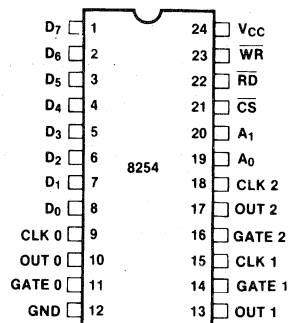 D7 1 24 VCC
D6 2 23 WR
D5 3 22 RD
D4 4 21 CS
D3 5 20 A1
D2 6 19 A0
8254
D1 7 18 CLK 2
D0 8 17 OUT 2
CLK 0 9 16 GATE 2
OUT 0 10 15 CLK 1
GATE 0 11 14 GATE 1
GND 12 13 OUT 1